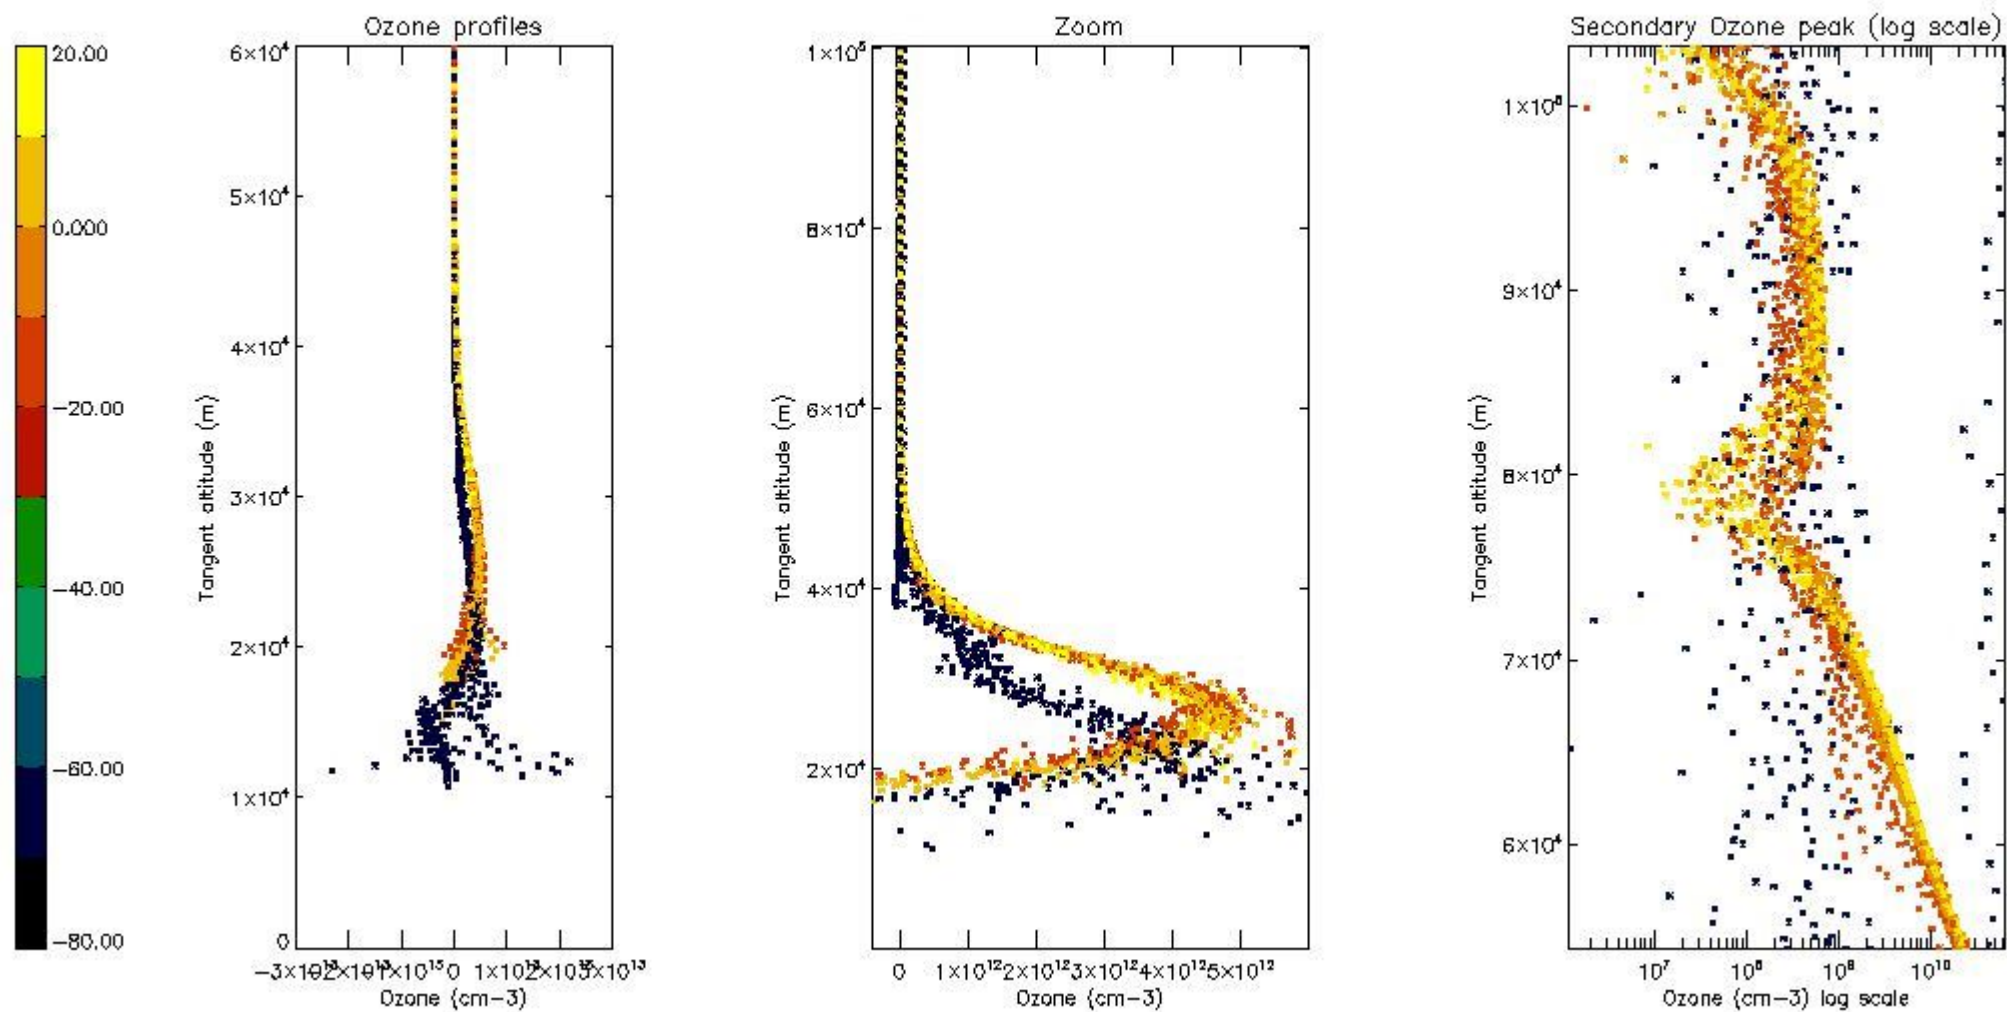 Ozone profiles
Zoom
Secondary Ozone peak (log scale)
20.00
0.000
−20.00
−40.00
−60.00
−80.00
6×10⁴
5×10⁴
4×10⁴
3×10⁴
2×10⁴
1×10⁴
0
Tangent altitude (m)
0
Ozone (cm−3)
1×10⁵
8×10⁴
6×10⁴
4×10⁴
2×10⁴
Tangent altitude (m)
0 1×10¹² 2×10¹² 3×10¹² 4×10¹² 5×10¹²
Ozone (cm−3)
9×10⁴
8×10⁴
7×10⁴
6×10⁴
Tangent altitude (m)
10⁷ 10⁸ 10⁹ 10¹⁰
Ozone (cm−3) log scale